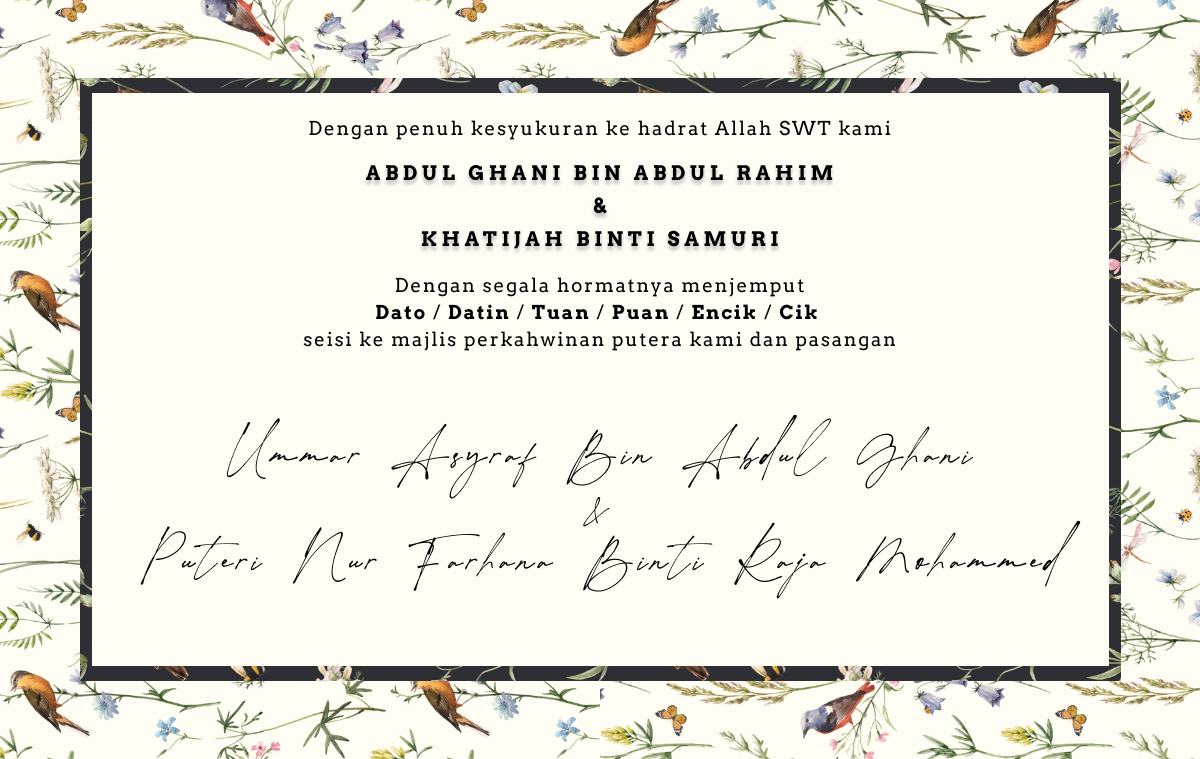 Dengan penuh kesyukuran ke hadrat Allah SWT kami
ABDUL GHANI BIN ABDUL RAHIM
&
KHATIJAH BINTI SAMURI
Dengan segala hormatnya menjemput
Dato / Datin / Tuan / Puan / Encik / Cik
seisi ke majlis perkahwinan putera kami dan pasangan
Ummar Asyraf Bin Abdul Ghani
&
Puteri Nur Farhana Binti Raja Mohammed